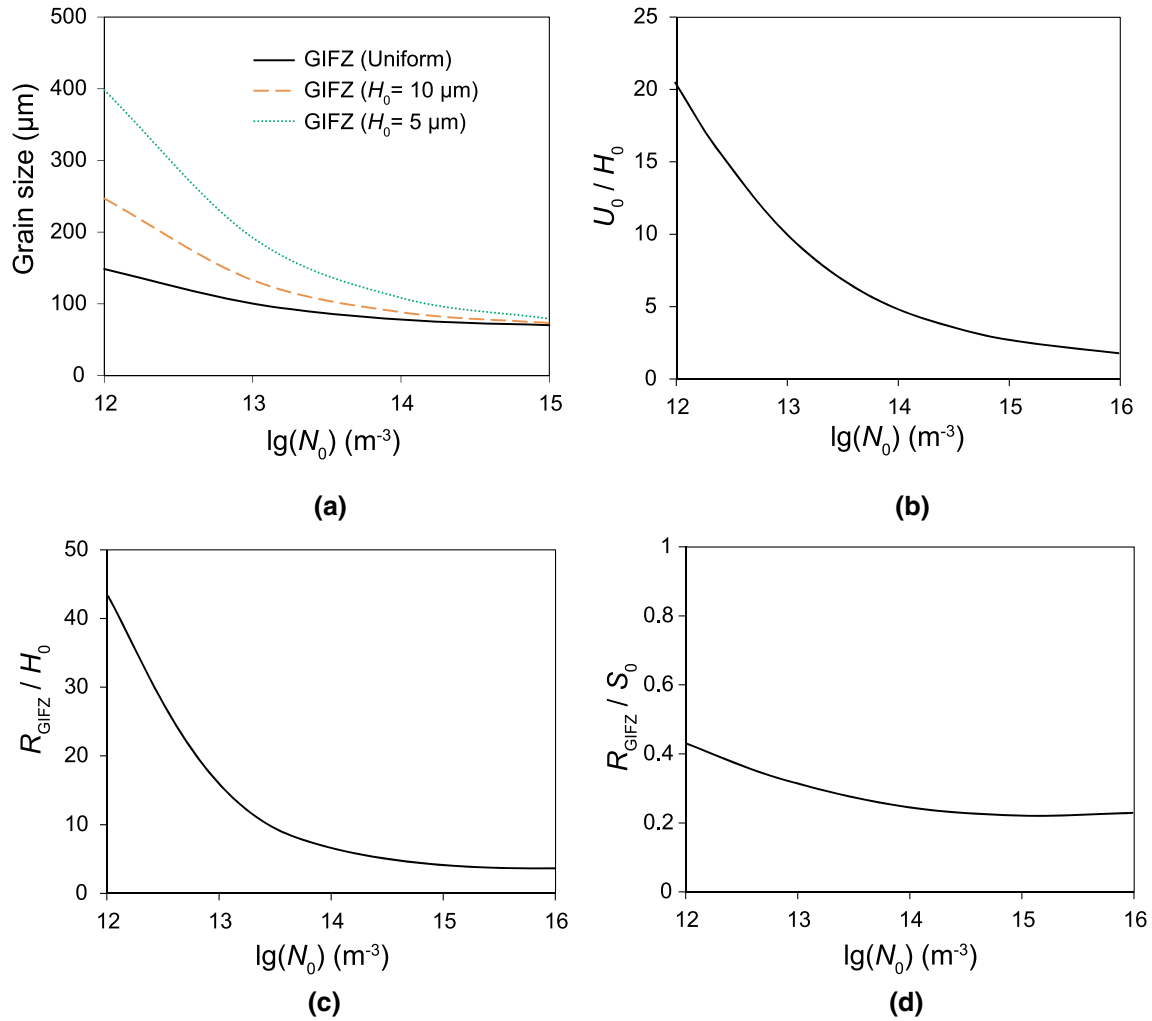 500
400
300
200
100
0
Grain size (µm)
GIFZ (Uniform)
GIFZ (H₀= 10 µm)
GIFZ (H₀= 5 µm)
12 13 14 15
lg(N₀) (m⁻³)
(a)
25
20
15
10
5
0
U₀ / H₀
12 13 14 15 16
lg(N₀) (m⁻³)
(b)
50
40
30
20
10
0
R_GIFZ / H₀
12 13 14 15 16
lg(N₀) (m⁻³)
(c)
1
0.8
0.6
0.4
0.2
0
R_GIFZ / S₀
12 13 14 15 16
lg(N₀) (m⁻³)
(d)